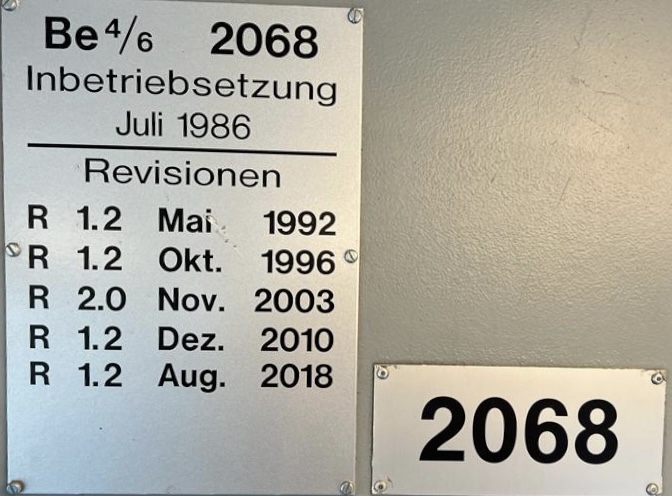 Be 4/6 2068
Inbetriebsetzung
Juli 1986
Revisionen
R 1.2 Mai 1992
R 1.2 Okt. 1996
R 2.0 Nov. 2003
R 1.2 Dez. 2010
R 1.2 Aug. 2018
2068